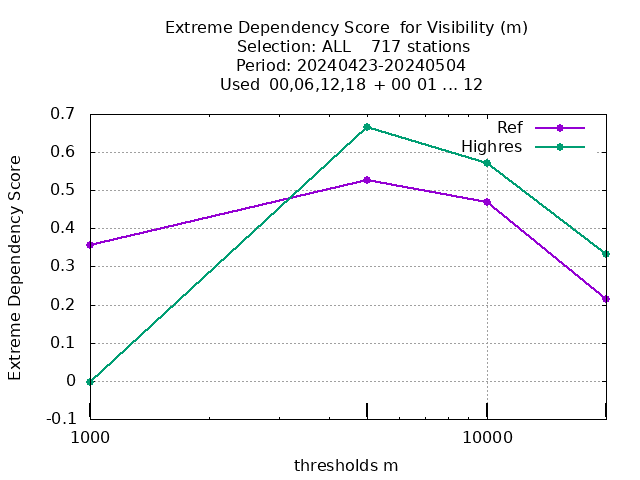 Extreme Dependency Score  for Visibility (m)
Selection: ALL    717 stations
Period: 20240423-20240504
Used  00,06,12,18  + 00 01 ... 12
Ref
Highres
Extreme Dependency Score
0.7
0.6
0.5
0.4
0.3
0.2
0.1
0
-0.1
1000
10000
thresholds m